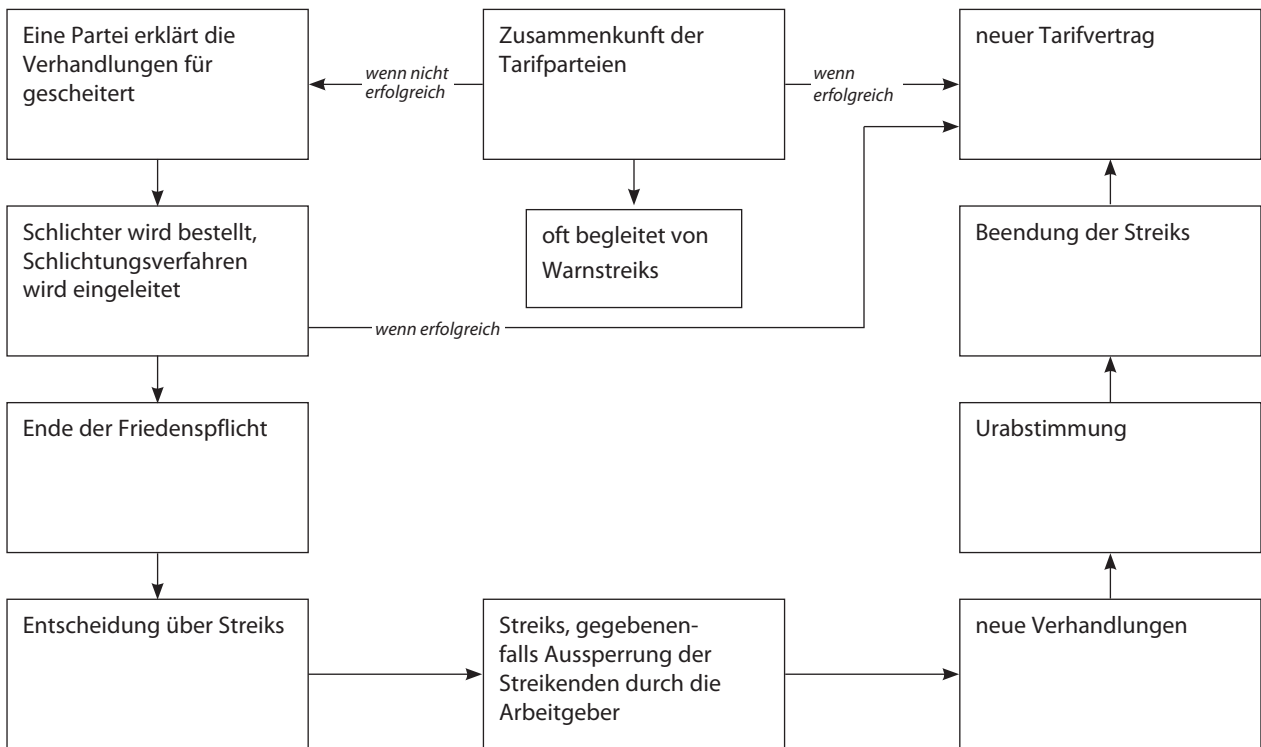 Eine Partei erklärt die
Verhandlungen für
gescheitert
wenn nicht
erfolgreich
Zusammenkunft der
Tarifparteien
wenn
erfolgreich
neuer Tarifvertrag
Schlichter wird bestellt,
Schlichtungsverfahren
wird eingeleitet
oft begleitet von
Warnstreiks
Beendung der Streiks
wenn erfolgreich
Ende der Friedenspflicht
Urabstimmung
Entscheidung über Streiks
Streiks, gegebenen-
falls Aussperrung der
Streikenden durch die
Arbeitgeber
neue Verhandlungen